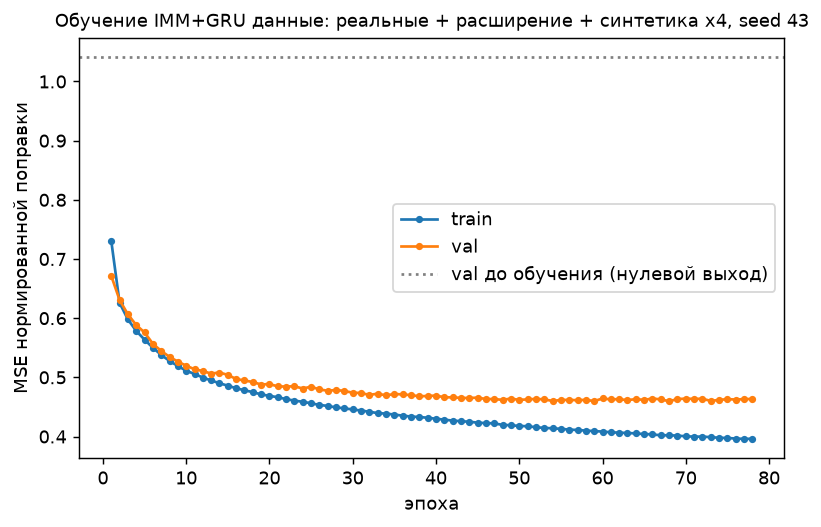 Обучение IMM+GRU данные: реальные + расширение + синтетика x4, seed 43
MSE нормированной поправки
1.0
0.9
0.8
0.7
0.6
0.5
0.4
train
val
val до обучения (нулевой выход)
0 10 20 30 40 50 60 70 80
эпоха